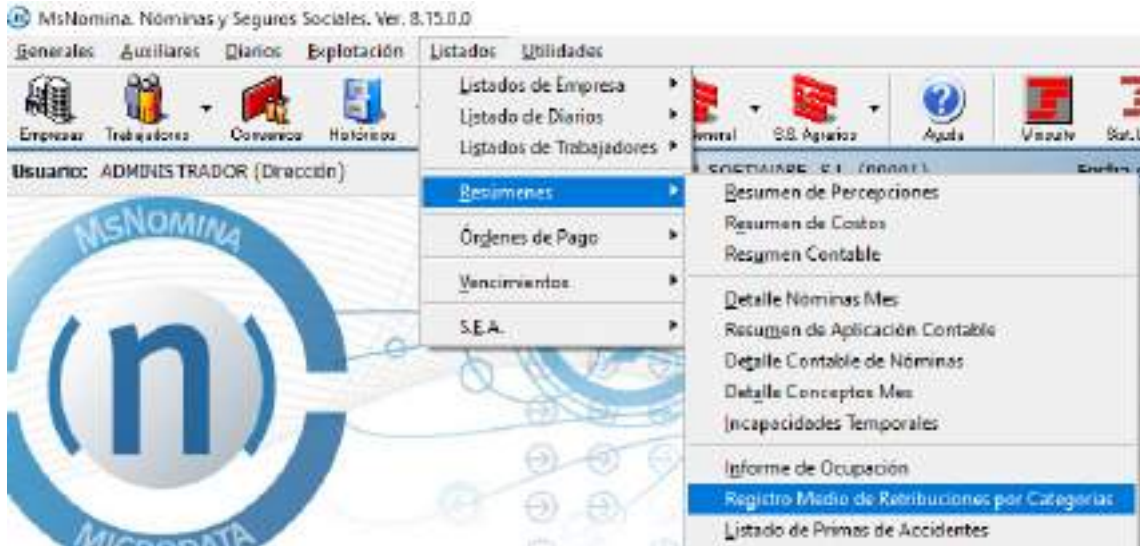 MsNomina. Nóminas y Seguros Sociales. Ver. 8.15.0.0
Generales Auxiliares Diarios Explotación Listados Utilidades
Empresas Trabajadores Convenios Históricos
S.S. Agrarios Ayuda
Usuario: ADMINISTRADOR (Dirección)
SOFTWARE, S.L. (00001)
Listados de Empresa
Listado de Diarios
Listados de Trabajadores
Resúmenes
Órdenes de Pago
Vencimientos
S.E.A.
Resumen de Percepciones
Resumen de Costos
Resumen Contable
Detalle Nóminas Mes
Resumen de Aplicación Contable
Detalle Contable de Nóminas
Detalle Conceptos Mes
Incapacidades Temporales
Informe de Ocupación
Registro Medio de Retribuciones por Categorias
Listado de Primas de Accidentes
MSNOMINA
(n)
MICRODATA